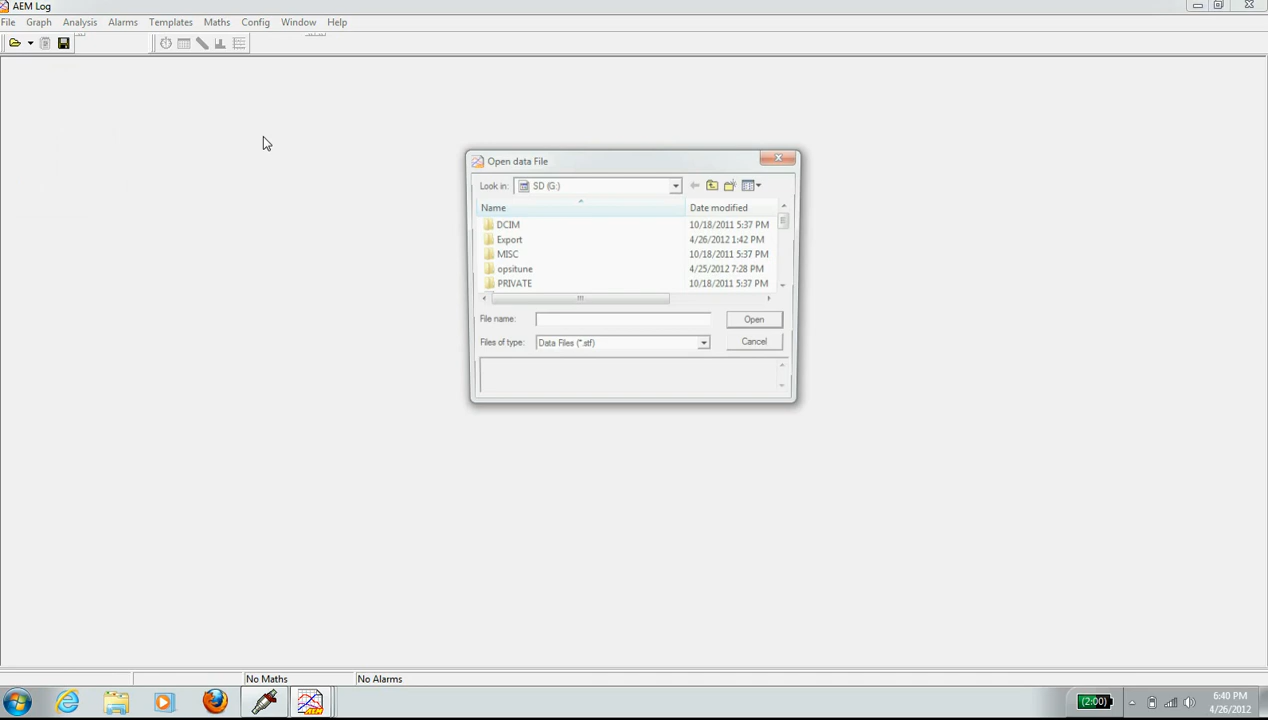 AEM Log
File Graph Analysis Alarms Templates Maths Config Window Help
Open data File
Look in: SD (G:)
Name Date modified
DCIM 10/18/2011 5:37 PM
Export 4/26/2012 1:42 PM
MISC 10/18/2011 5:37 PM
opsitune 4/25/2012 7:28 PM
PRIVATE 10/18/2011 5:37 PM
File name: Open
Files of type: Data Files (*.stf) Cancel
No Maths No Alarms
AEM
(2:00) 6:40 PM
4/26/2012